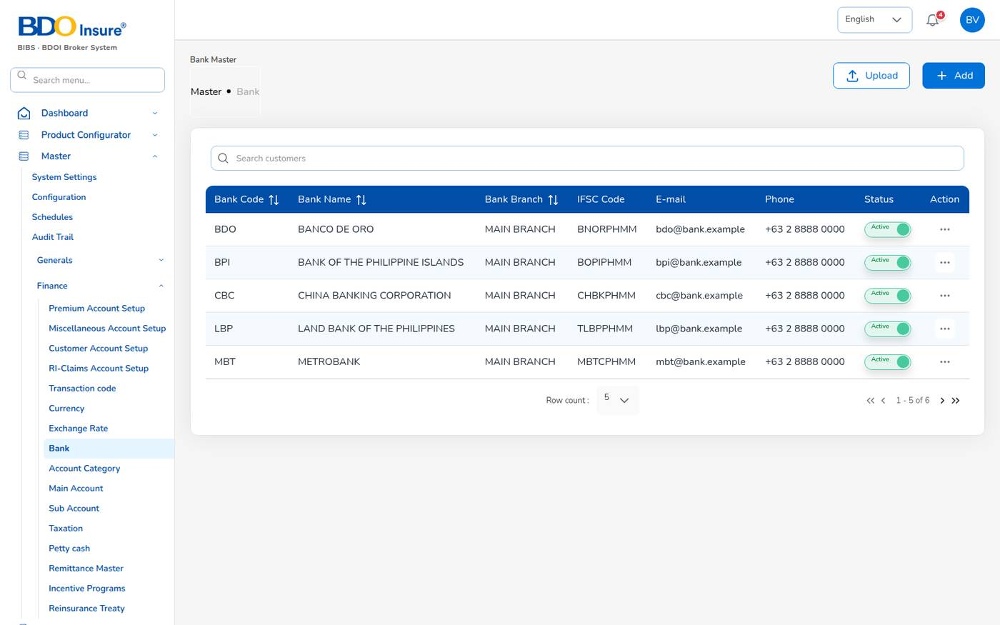 BDO Insure®
BIBS · BDOI Broker System
Search menu...
Dashboard
Product Configurator
Master
System Settings
Configuration
Schedules
Audit Trail
Generals
Finance
Premium Account Setup
Miscellaneous Account Setup
Customer Account Setup
RI-Claims Account Setup
Transaction code
Currency
Exchange Rate
Bank
Account Category
Main Account
Sub Account
Taxation
Petty cash
Remittance Master
Incentive Programs
Reinsurance Treaty
English 4 BV
Bank Master
Master • Bank
Upload Add
Search customers
Bank Code Bank Name Bank Branch IFSC Code E-mail Phone Status Action
BDO BANCO DE ORO MAIN BRANCH BNORPHMM bdo@bank.example +63 2 8888 0000 Active
BPI BANK OF THE PHILIPPINE ISLANDS MAIN BRANCH BOPIPHMM bpi@bank.example +63 2 8888 0000 Active
CBC CHINA BANKING CORPORATION MAIN BRANCH CHBKPHMM cbc@bank.example +63 2 8888 0000 Active
LBP LAND BANK OF THE PHILIPPINES MAIN BRANCH TLBPPHMM lbp@bank.example +63 2 8888 0000 Active
MBT METROBANK MAIN BRANCH MBTCPHMM mbt@bank.example +63 2 8888 0000 Active
Row count : 5 1 - 5 of 6